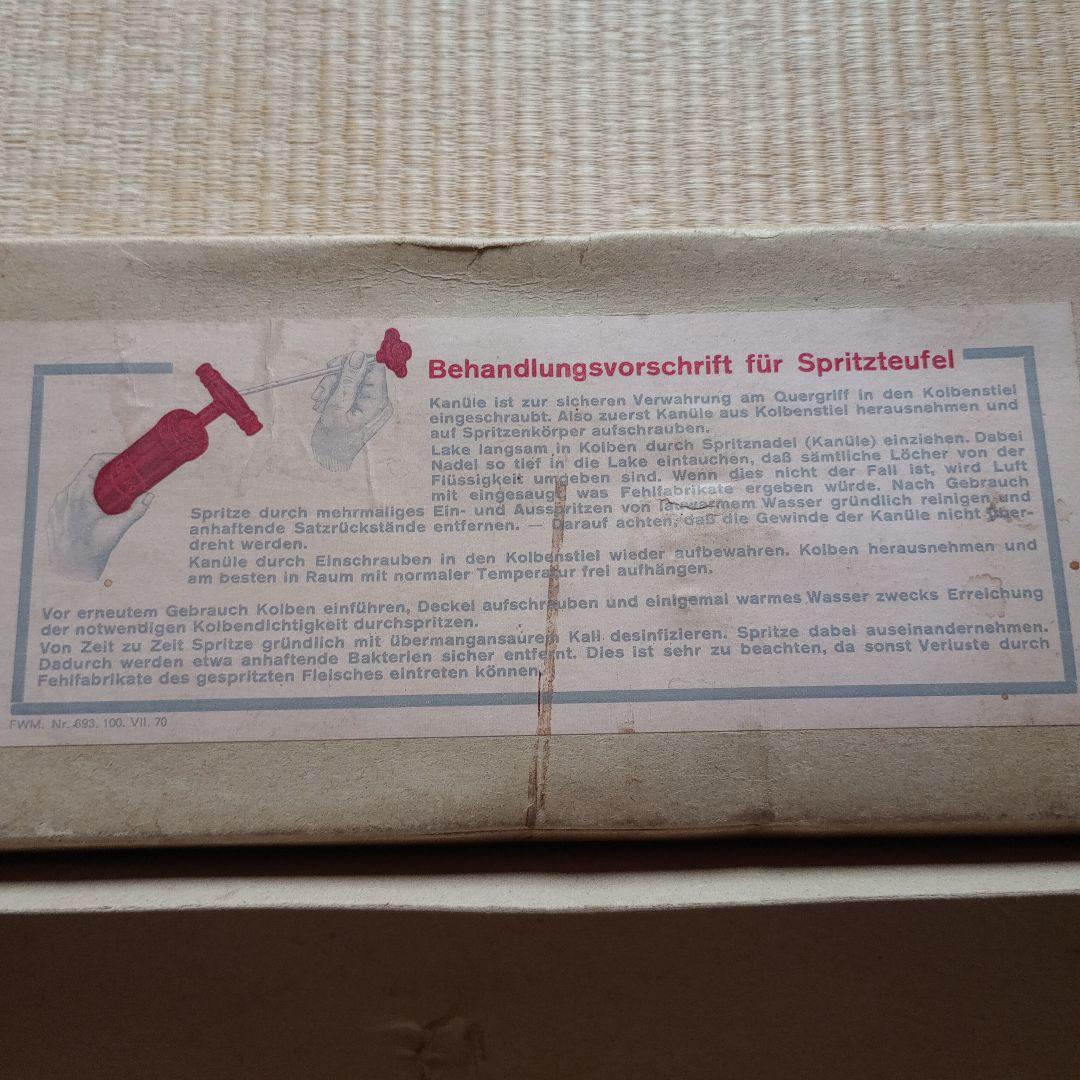 Behandlungsvorschrift für Spritzteufel
Kanüle ist zur sicheren Verwahrung am Quergriff in den Kolbenstiel
eingeschraubt. Also zuerst Kanüle aus Kolbenstiel herausnehmen und
auf Spritzenkörper aufschrauben.
Lake langsam in Kolben durch Spritznadel (Kanüle) einziehen. Dabei
Nadel so tief in die Lake eintauchen, daß sämtliche Löcher von der
Flüssigkeit umgeben sind. Wenn dies nicht der Fall ist, wird Luft
mit eingesaugt was Fehlfabrikate ergeben würde. Nach Gebrauch
Spritze durch mehrmaliges Ein- und Ausspritzen von lauwarmem Wasser gründlich reinigen und
anhaftende Satzrückstände entfernen. — Darauf achten, daß die Gewinde der Kanüle nicht über-
dreht werden.
Kanüle durch Einschrauben in den Kolbenstiel wieder aufbewahren. Kolben herausnehmen und
am besten in Raum mit normaler Temperatur frei aufhängen.
Vor erneutem Gebrauch Kolben einführen, Deckel aufschrauben und einigemal warmes Wasser zwecks Erreichung
der notwendigen Kolbendichtigkeit durchspritzen.
Von Zeit zu Zeit Spritze gründlich mit übermangansaurem Kali desinfizieren. Spritze dabei auseinandernehmen.
Dadurch werden etwa anhaftende Bakterien sicher entfernt. Dies ist sehr zu beachten, da sonst Verluste durch
Fehlfabrikate des gespritzten Fleisches eintreten können.
FWM. Nr. 693. 100. VII. 70